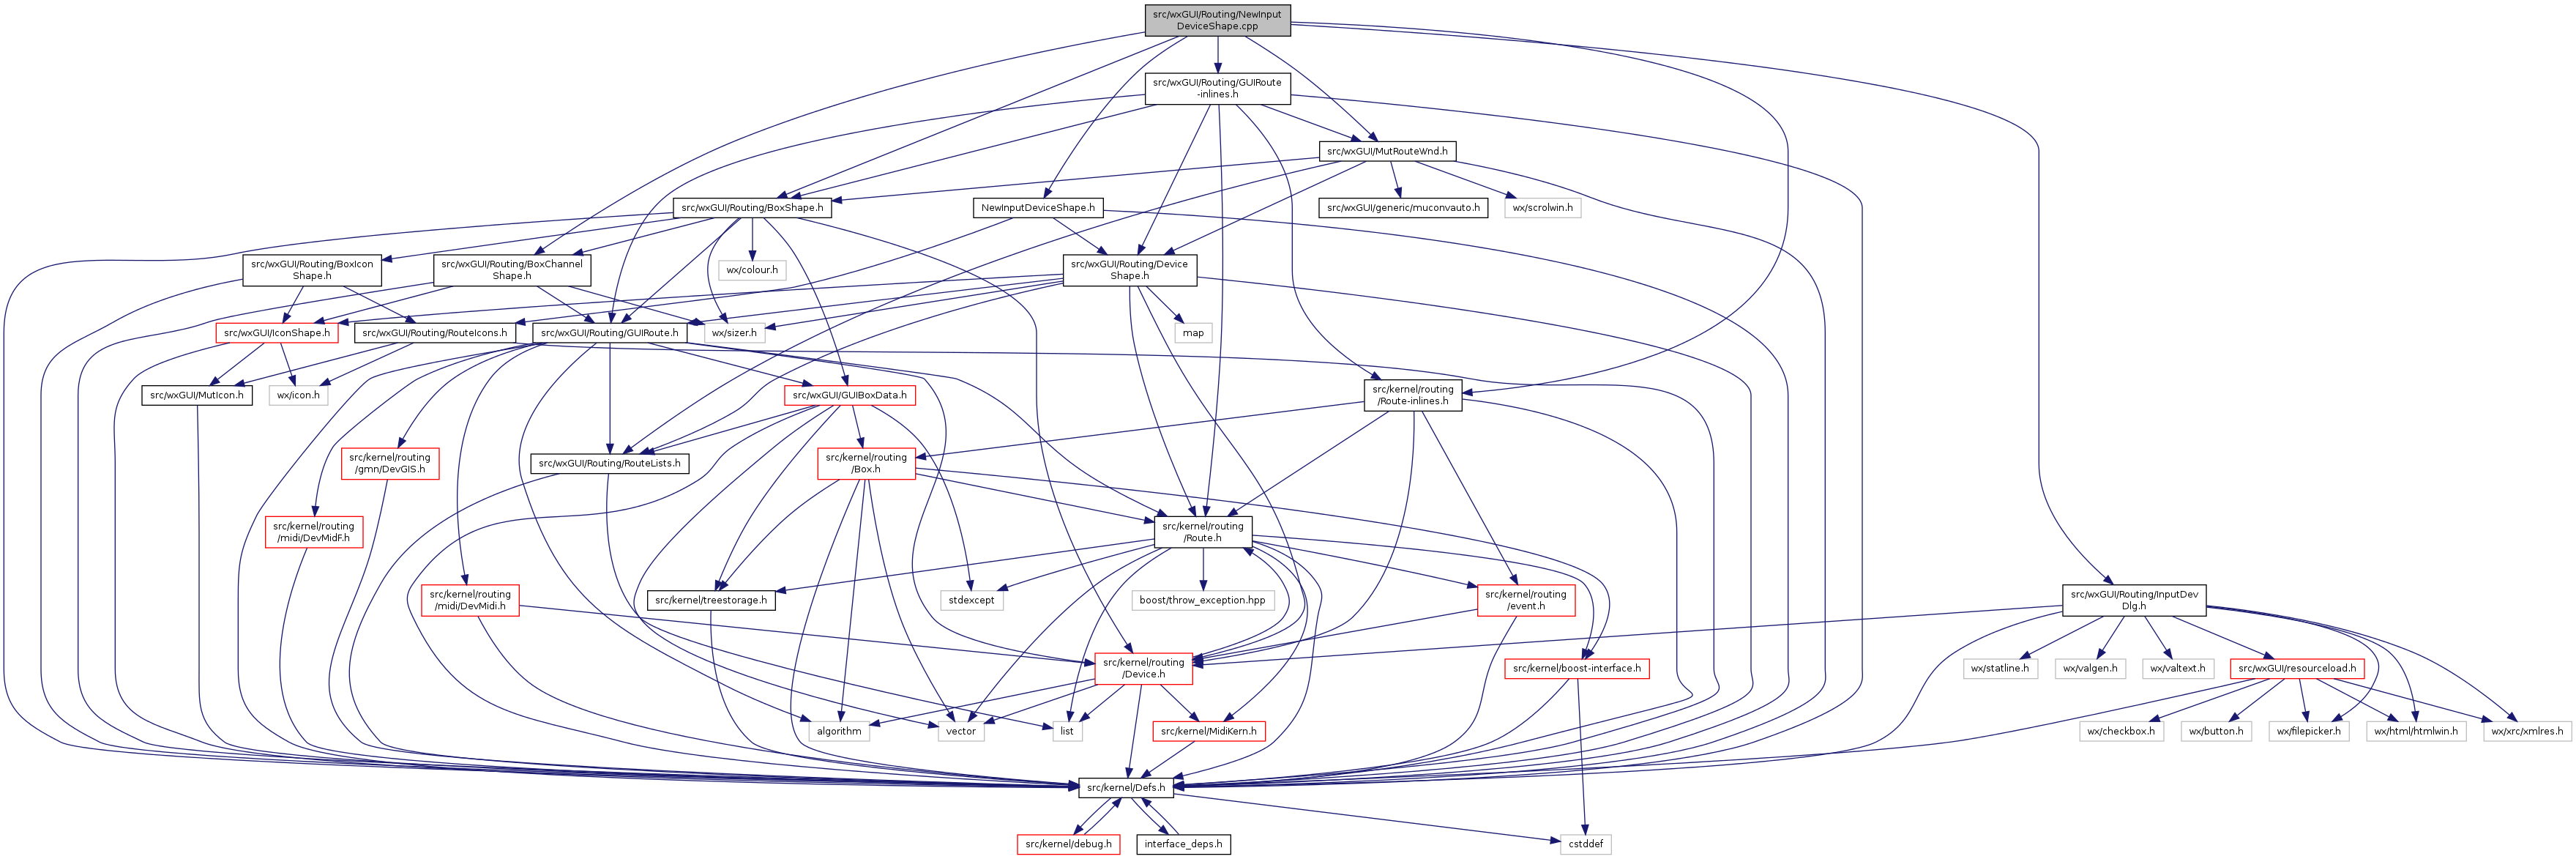 src/wxGUI/Routing/NewInput
DeviceShape.cpp
src/wxGUI/Routing/GUIRoute
-inlines.h
src/wxGUI/MutRouteWnd.h
src/wxGUI/Routing/BoxShape.h
NewInputDeviceShape.h
src/wxGUI/generic/muconvauto.h
wx/scrolwin.h
src/wxGUI/Routing/BoxIcon
Shape.h
src/wxGUI/Routing/BoxChannel
Shape.h
wx/colour.h
src/wxGUI/Routing/Device
Shape.h
src/wxGUI/IconShape.h
src/wxGUI/Routing/RouteIcons.h
src/wxGUI/Routing/GUIRoute.h
wx/sizer.h
map
src/wxGUI/MutIcon.h
wx/icon.h
src/wxGUI/GUIBoxData.h
src/kernel/routing
/Route-inlines.h
src/kernel/routing
/gmn/DevGIS.h
src/wxGUI/Routing/RouteLists.h
src/kernel/routing
/Box.h
src/kernel/routing
/midi/DevMidF.h
src/kernel/routing
/Route.h
src/kernel/routing
/midi/DevMidi.h
src/kernel/treestorage.h
stdexcept
boost/throw_exception.hpp
src/kernel/routing
/event.h
src/wxGUI/Routing/InputDev
Dlg.h
src/kernel/routing
/Device.h
src/kernel/boost-interface.h
wx/statline.h
wx/valgen.h
wx/valtext.h
src/wxGUI/resourceload.h
algorithm
vector
list
src/kernel/MidiKern.h
wx/checkbox.h
wx/button.h
wx/filepicker.h
wx/html/htmlwin.h
wx/xrc/xmlres.h
src/kernel/Defs.h
src/kernel/debug.h
interface_deps.h
cstddef